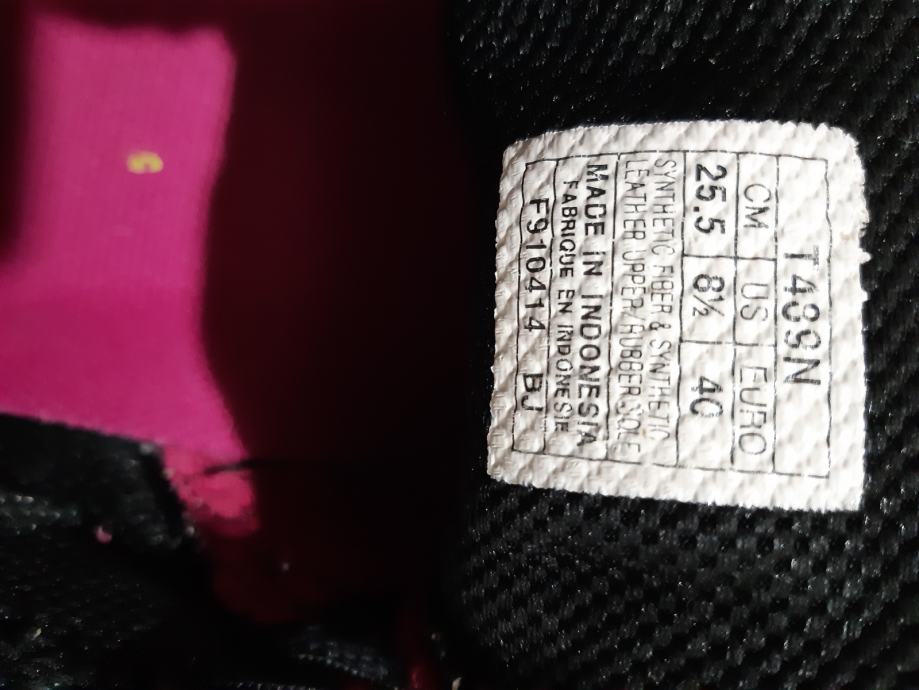 T489N
CM US EURO
25.5 8½ 40
SYNTHETIC FIBER & SYNTHETIC
LEATHER UPPER/RUBBER SOLE
MADE IN INDONESIA
FABRIQUE EN INDONESIE
F910414 BJ